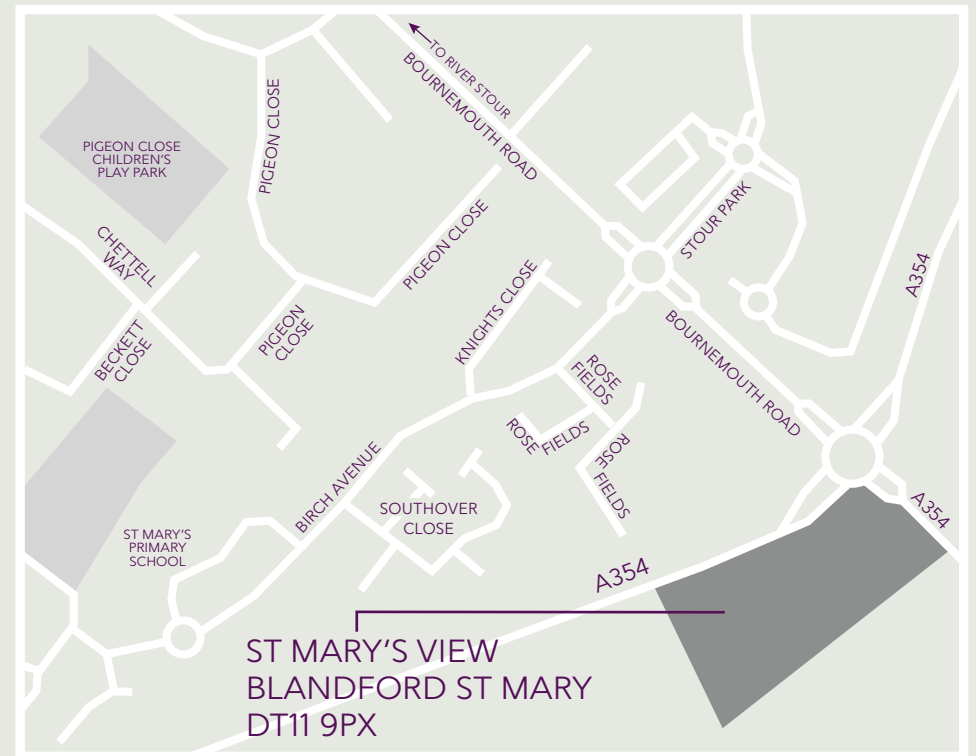 TO RIVER STOUR
BOURNEMOUTH ROAD
PIGEON CLOSE
PIGEON CLOSE
CHILDREN'S
PLAY PARK
STOUR PARK
PIGEON CLOSE
CHETTELL
WAY
A354
KNIGHTS CLOSE
PIGEON
CLOSE
BECKETT
CLOSE
BOURNEMOUTH ROAD
ROSE
FIELDS
ROSE FIELDS
ROSE FIELDS
BIRCH AVENUE
SOUTHOVER
CLOSE
A354
ST MARY'S
PRIMARY
SCHOOL
A354
ST MARY'S VIEW
BLANDFORD ST MARY
DT11 9PX